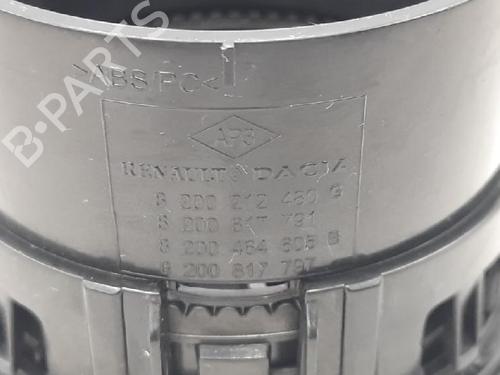 B-PARTS
>ABS/PC<
AP3
RENAULT DACIA
8 200 212 480 G
8 200 817 791
8 200 464 605 B
8 200 817 797